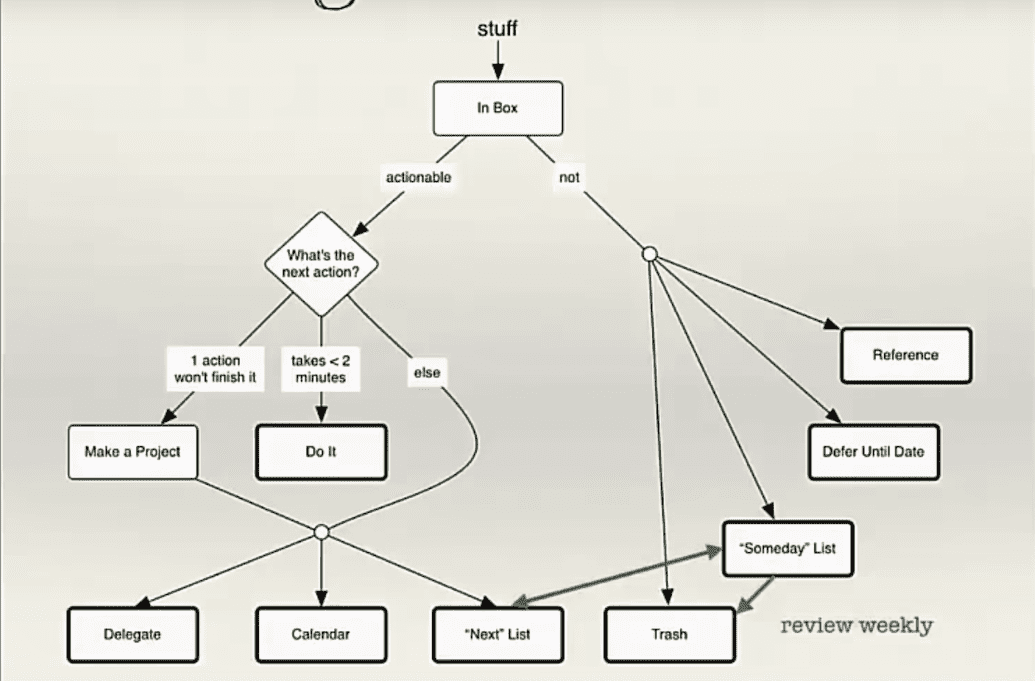 stuff
In Box
actionable
not
What's the
next action?
1 action
won't finish it
takes < 2
minutes
else
Reference
Make a Project
Do It
Defer Until Date
"Someday" List
Delegate
Calendar
"Next" List
Trash
review weekly